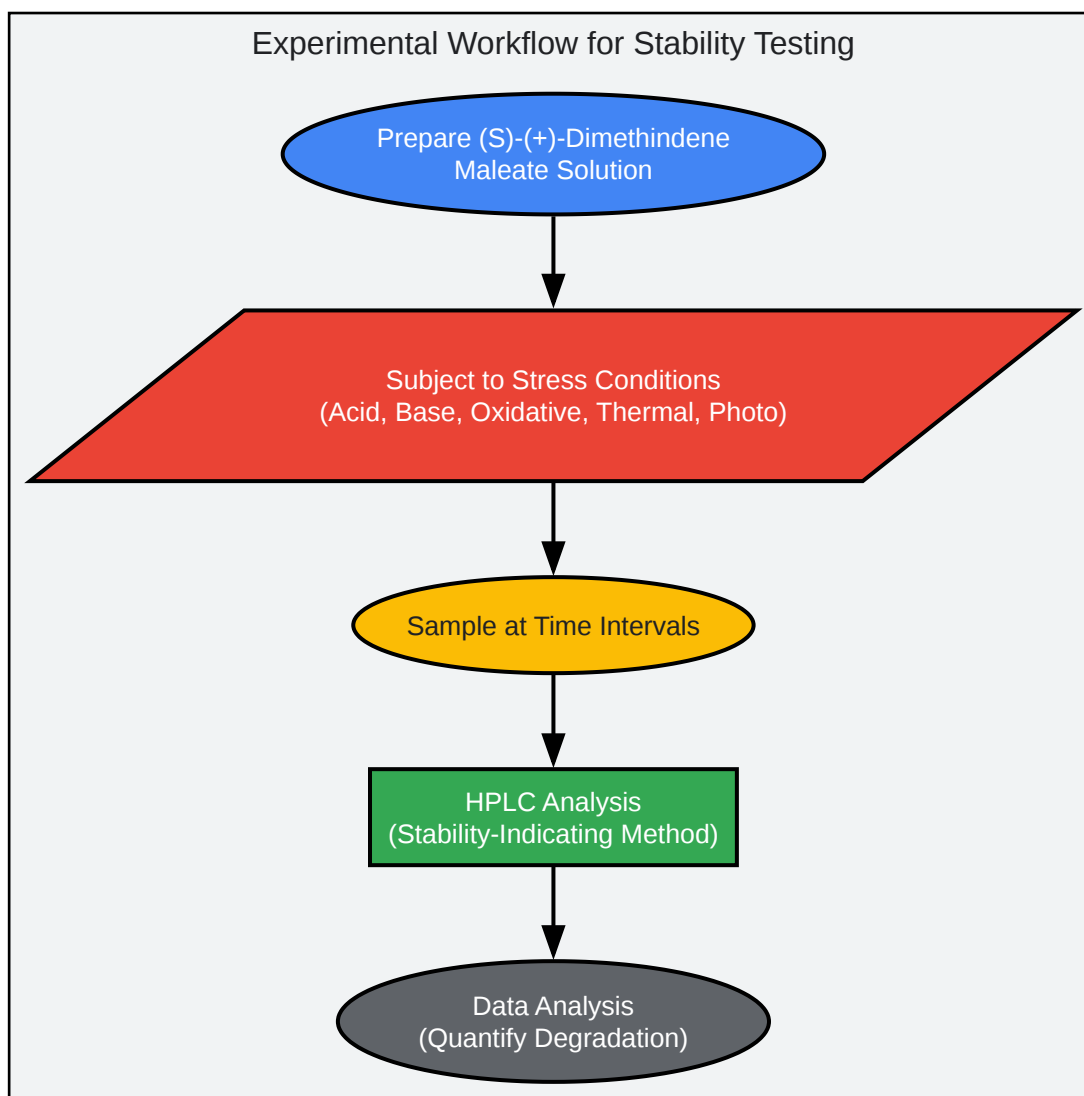 Experimental Workflow for Stability Testing
Prepare (S)-(+)-Dimethindene
Maleate Solution
Subject to Stress Conditions
(Acid, Base, Oxidative, Thermal, Photo)
Sample at Time Intervals
HPLC Analysis
(Stability-Indicating Method)
Data Analysis
(Quantify Degradation)